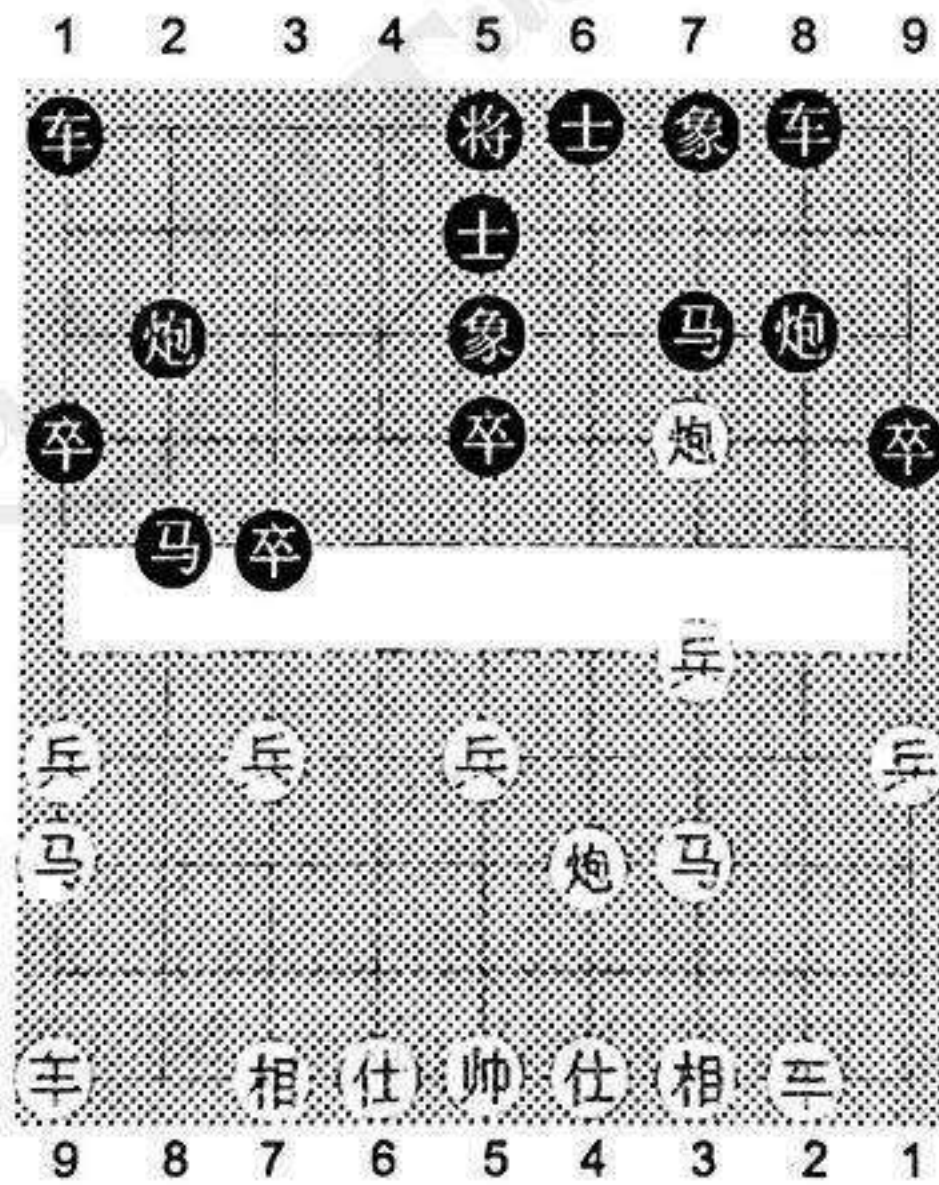 1 2 3 4 5 6 7 8 9
车 将 士 象 车
士
炮 象 马 炮
卒 卒 炮 卒
马 卒
兵
兵 兵 兵 兵
马 炮 马
车 相 仕 帅 仕 相 车
9 8 7 6 5 4 3 2 1